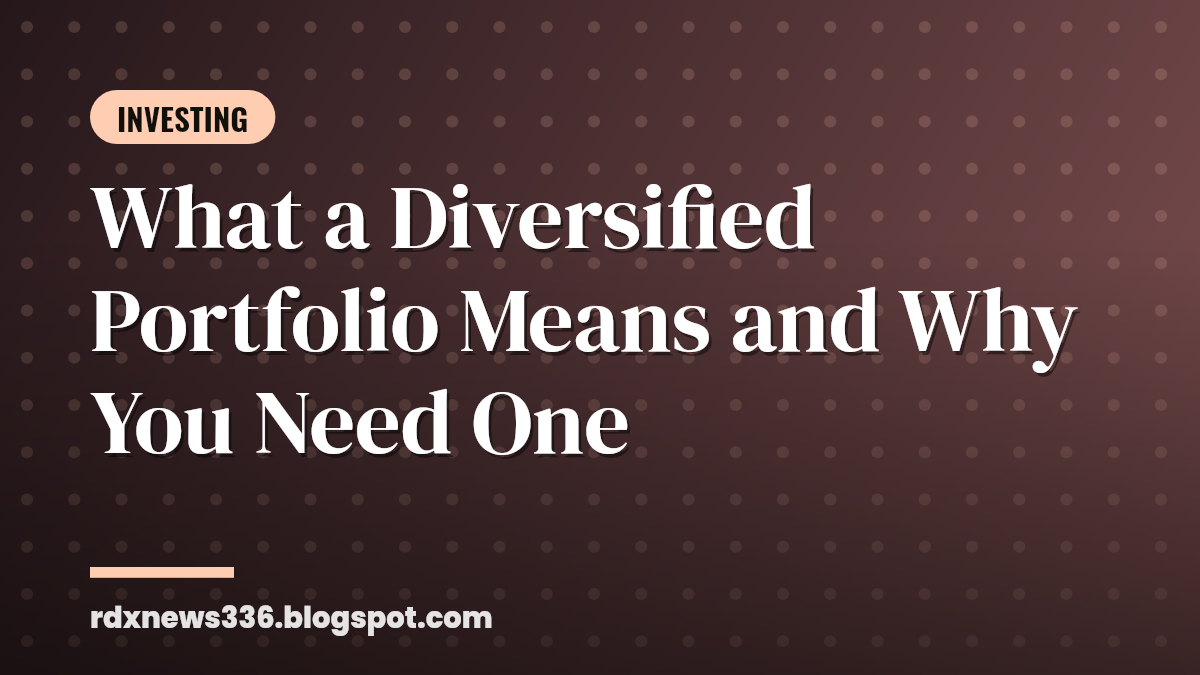 INVESTING
What a Diversified
Portfolio Means and Why
You Need One
rdxnews336.blogspot.com